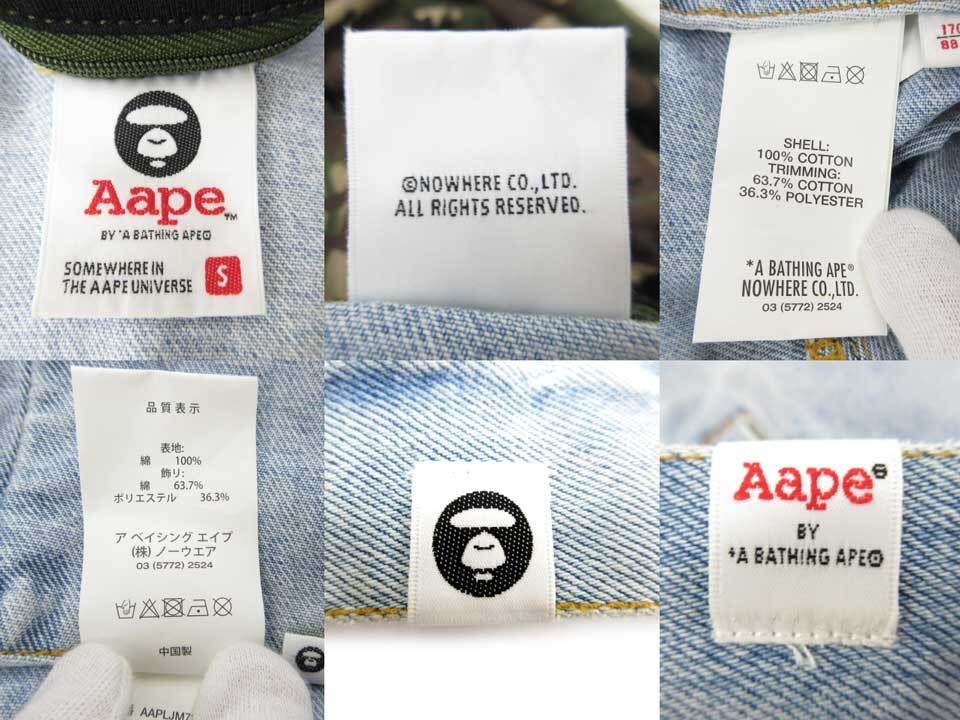 Aape™
BY *A BATHING APE®
SOMEWHERE IN
THE AAPE UNIVERSE
S
©NOWHERE CO.,LTD.
ALL RIGHTS RESERVED.
170
88
SHELL:
100% COTTON
TRIMMING:
63.7% COTTON
36.3% POLYESTER
*A BATHING APE®
NOWHERE CO.,LTD.
03 (5772) 2524
品質表示
表地:
綿 100%
飾り:
綿 63.7%
ポリエステル 36.3%
ア ベイシング エイプ
(株) ノーウエア
03 (5772) 2524
中国製
AAPLJM7
Aape®
BY
*A BATHING APE®